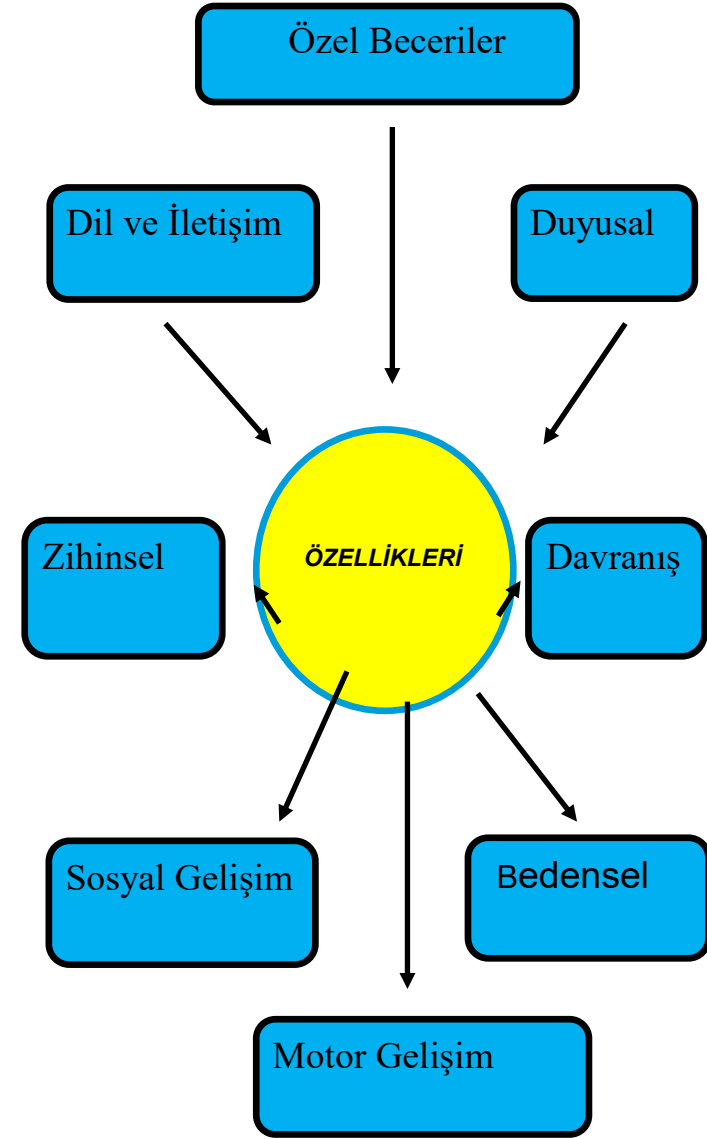 Özel Beceriler
Dil ve İletişim
Duyusal
Zihinsel
ÖZELLİKLERİ
Davranış
Sosyal Gelişim
Bedensel
Motor Gelişim